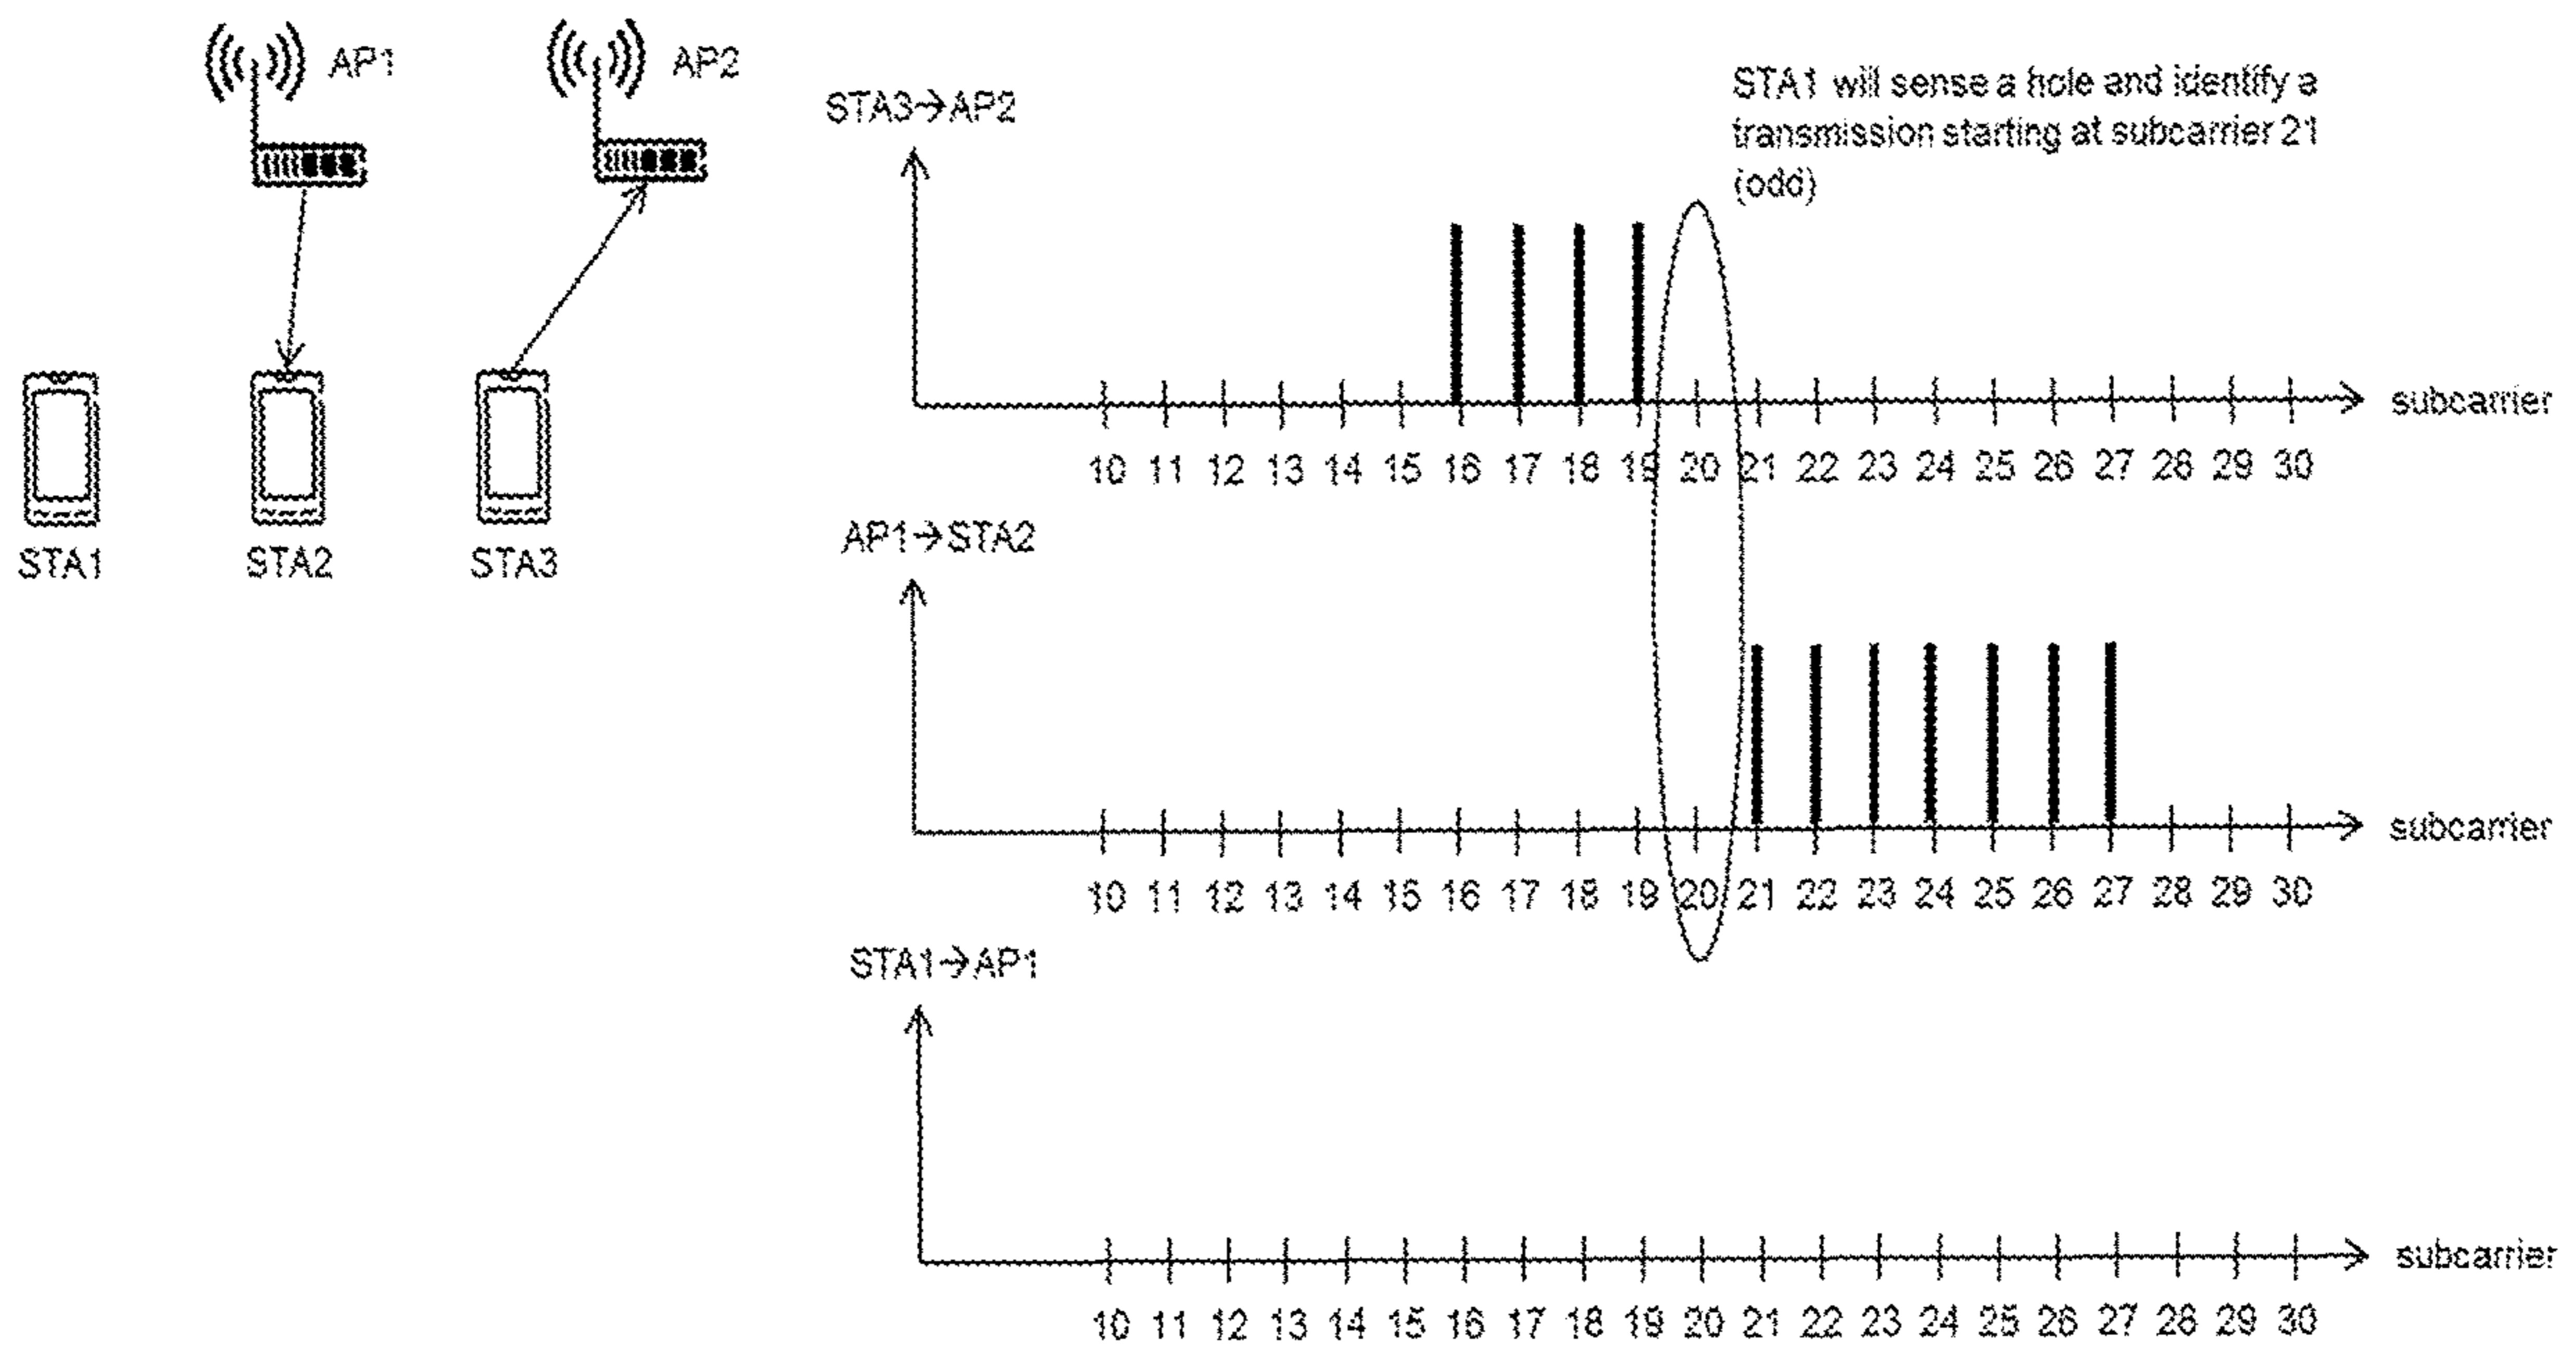 AP1
AP2
STA1
STA2
STA3
STA1 will sense a hole and identify a
transmission starting at subcarrier 21
(odd)
STA3→AP2
subcarrier
10 11 12 13 14 15 16 17 18 19 20 21 22 23 24 25 26 27 28 29 30
AP1→STA2
subcarrier
10 11 12 13 14 15 16 17 18 19 20 21 22 23 24 25 26 27 28 29 30
STA1→AP1
subcarrier
10 11 12 13 14 15 16 17 18 19 20 21 22 23 24 25 26 27 28 29 30